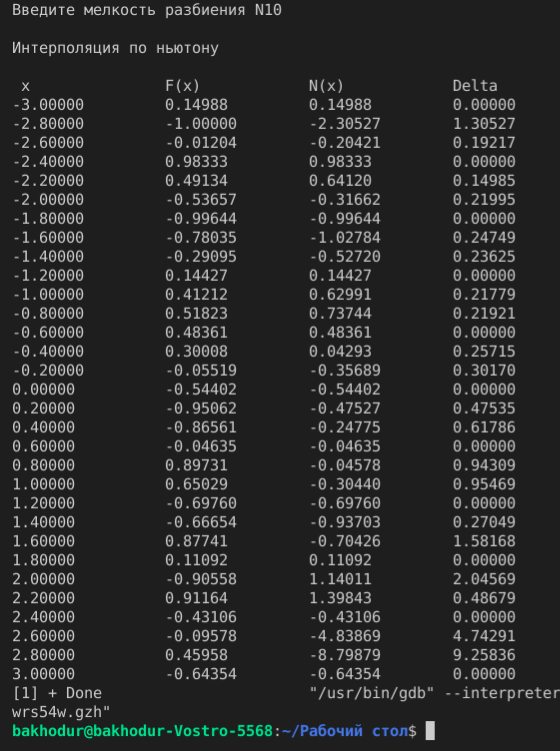 Введите мелкость разбиения N10
Интерполяция по ньютону
x F(x) N(x) Delta
-3.00000 0.14988 0.14988 0.00000
-2.80000 -1.00000 -2.30527 1.30527
-2.60000 -0.01204 -0.20421 0.19217
-2.40000 0.98333 0.98333 0.00000
-2.20000 0.49134 0.64120 0.14985
-2.00000 -0.53657 -0.31662 0.21995
-1.80000 -0.99644 -0.99644 0.00000
-1.60000 -0.78035 -1.02784 0.24749
-1.40000 -0.29095 -0.52720 0.23625
-1.20000 0.14427 0.14427 0.00000
-1.00000 0.41212 0.62991 0.21779
-0.80000 0.51823 0.73744 0.21921
-0.60000 0.48361 0.48361 0.00000
-0.40000 0.30008 0.04293 0.25715
-0.20000 -0.05519 -0.35689 0.30170
0.00000 -0.54402 -0.54402 0.00000
0.20000 -0.95062 -0.47527 0.47535
0.40000 -0.86561 -0.24775 0.61786
0.60000 -0.04635 -0.04635 0.00000
0.80000 0.89731 -0.04578 0.94309
1.00000 0.65029 -0.30440 0.95469
1.20000 -0.69760 -0.69760 0.00000
1.40000 -0.66654 -0.93703 0.27049
1.60000 0.87741 -0.70426 1.58168
1.80000 0.11092 0.11092 0.00000
2.00000 -0.90558 1.14011 2.04569
2.20000 0.91164 1.39843 0.48679
2.40000 -0.43106 -0.43106 0.00000
2.60000 -0.09578 -4.83869 4.74291
2.80000 0.45958 -8.79879 9.25836
3.00000 -0.64354 -0.64354 0.00000
[1] + Done "/usr/bin/gdb" --interpreter
wrs54w.gzh"
bakhodur@bakhodur-Vostro-5568:~/Рабочий стол$